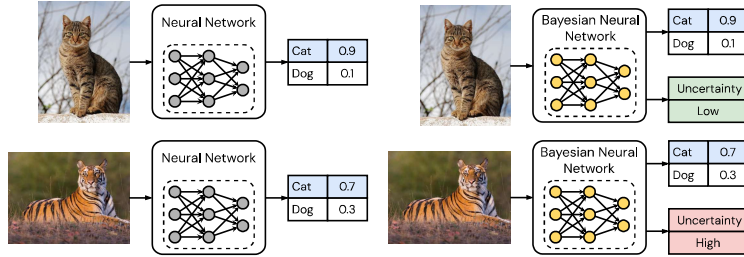 Neural Network
Cat 0.9
Dog 0.1
Bayesian Neural
Network
Cat 0.9
Dog 0.1
Uncertainty
Low
Neural Network
Cat 0.7
Dog 0.3
Bayesian Neural
Network
Cat 0.7
Dog 0.3
Uncertainty
High